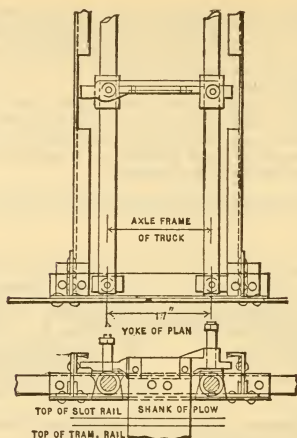 AXLE FRAME
OF TRUCK
17"
YOKE OF PLAN
TOP OF SLOT RAIL SHANK OF PLOW
TOP OF TRAM. RAIL